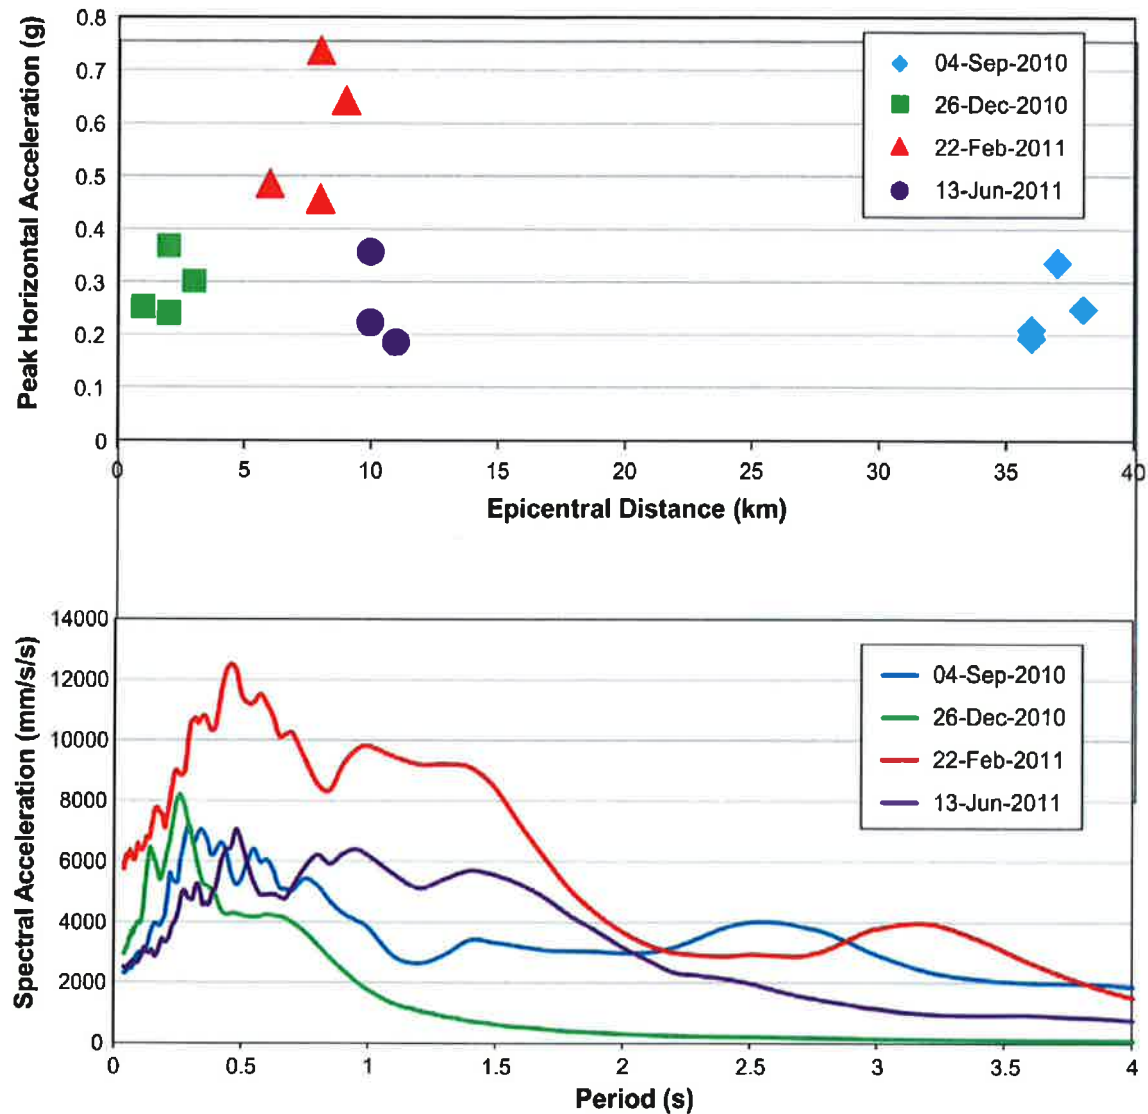 Peak Horizontal Acceleration (g)
0.8
0.7
0.6
0.5
0.4
0.3
0.2
0.1
0
04-Sep-2010
26-Dec-2010
22-Feb-2011
13-Jun-2011
0 5 10 15 20 25 30 35 40
Epicentral Distance (km)
Spectral Acceleration (mm/s/s)
14000
12000
10000
8000
6000
4000
2000
0
04-Sep-2010
26-Dec-2010
22-Feb-2011
13-Jun-2011
0 0.5 1 1.5 2 2.5 3 3.5 4
Period (s)